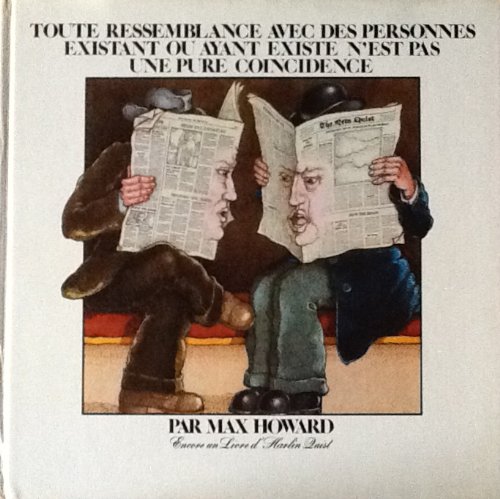 TOUTE RESSEMBLANCE AVEC DES PERSONNES
EXISTANT OU AYANT EXISTE N'EST PAS
UNE PURE COINCIDENCE
The New Quist
PAR MAX HOWARD
Encore un Livre d'Harlin Quist